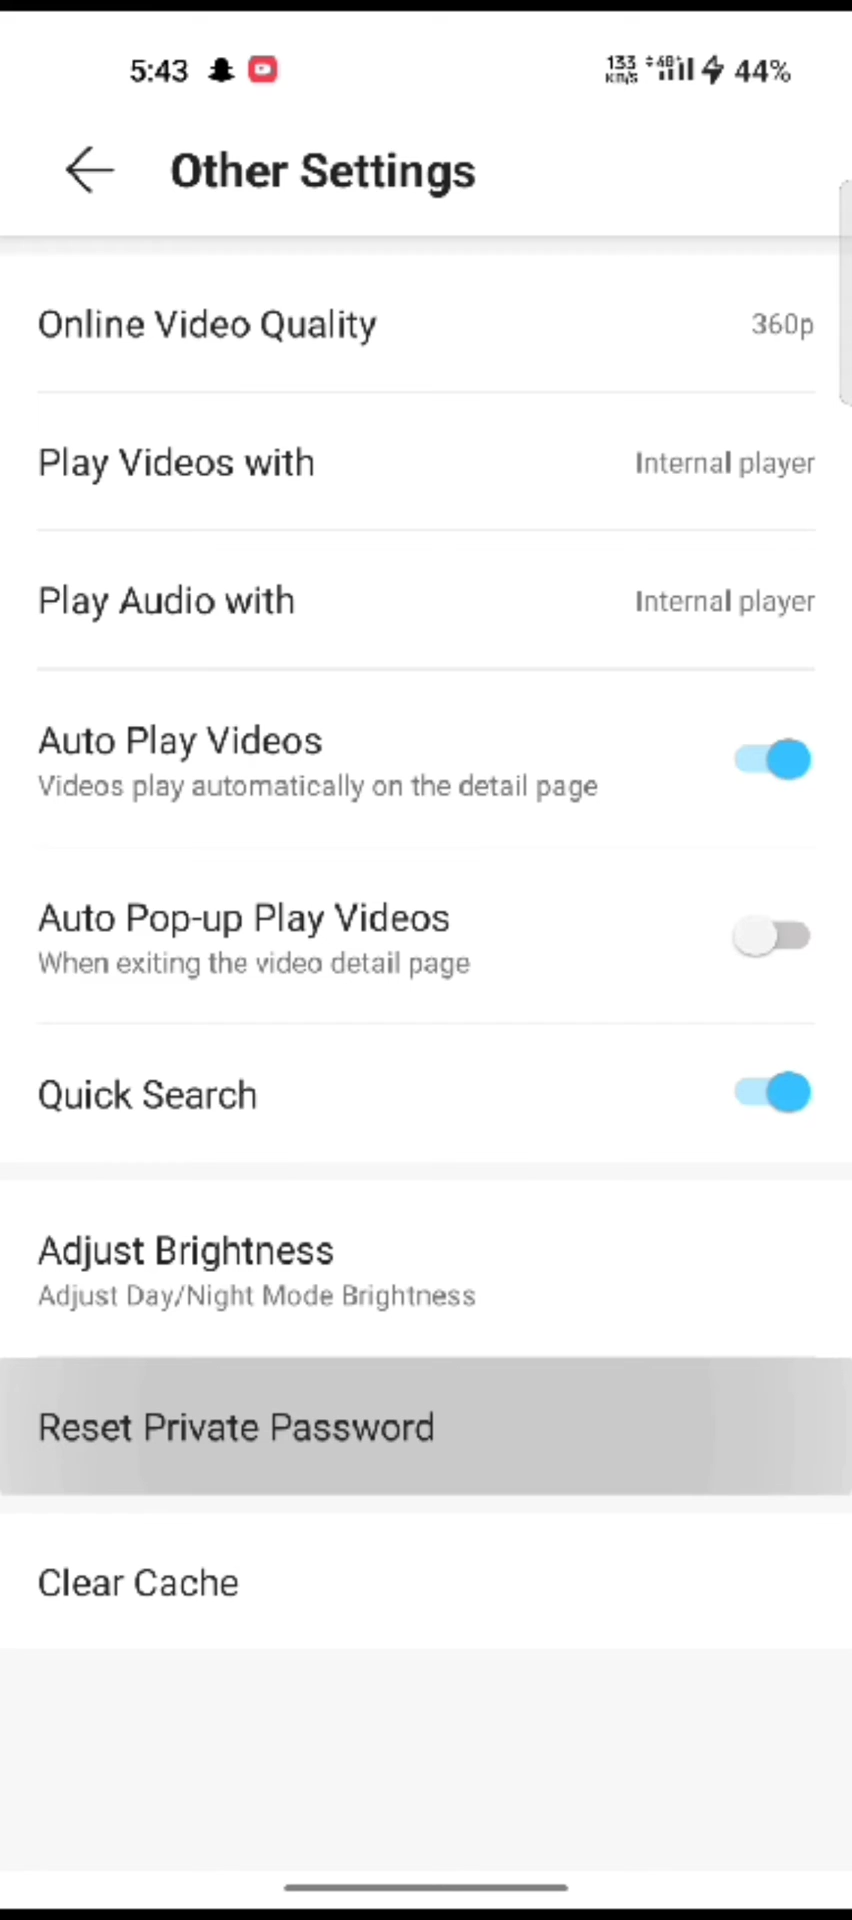 5:43
133
KB/S
44%
Other Settings
Online Video Quality
360p
Play Videos with
Internal player
Play Audio with
Internal player
Auto Play Videos
Videos play automatically on the detail page
Auto Pop-up Play Videos
When exiting the video detail page
Quick Search
Adjust Brightness
Adjust Day/Night Mode Brightness
Reset Private Password
Clear Cache